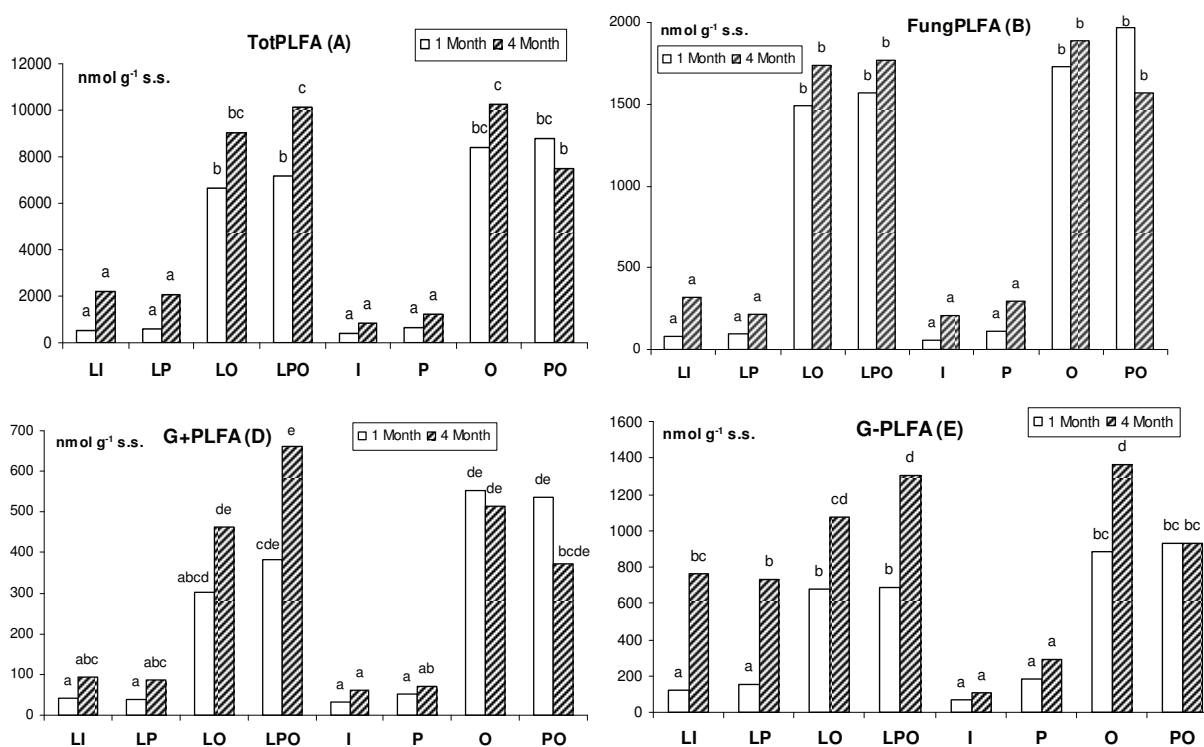 TotPLFA (A)
nmol g⁻¹ s.s.
1 Month 4 Month
12000
10000
8000
6000
4000
2000
0
a a a a b bc b c a a a a bc c bc b
LI LP LO LPO I P O PO
FungPLFA (B)
nmol g⁻¹ s.s.
1 Month 4 Month
2000
1500
1000
500
0
a a a a b b b b a a a a b b b b
LI LP LO LPO I P O PO
G+PLFA (D)
nmol g⁻¹ s.s.
1 Month 4 Month
700
600
500
400
300
200
100
0
a abc a abc abcd de cde e a a a ab de de de bcde
LI LP LO LPO I P O PO
G-PLFA (E)
nmol g⁻¹ s.s.
1 Month 4 Month
1600
1400
1200
1000
800
600
400
200
0
a bc a b b cd b d a a a a bc d bc bc
LI LP LO LPO I P O PO